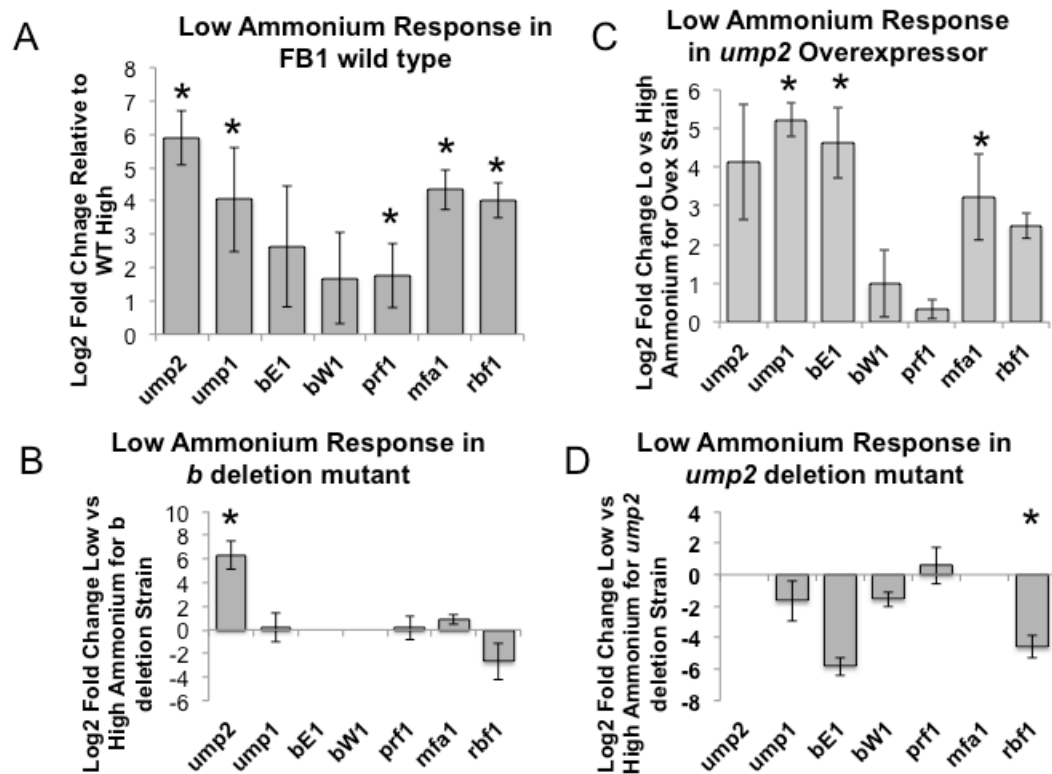 A
Low Ammonium Response in
FB1 wild type
Log2 Fold Chnage Relative to
WT High
8
7
6
5
4
3
2
1
0
* * * * *
ump2 ump1 bE1 bW1 prf1 mfa1 rbf1
B
Low Ammonium Response in
b deletion mutant
Log2 Fold Change Low vs
High Ammonium for b
deletion Strain
10
8
6
4
2
0
-2
-4
-6
*
ump2 ump1 bE1 bW1 prf1 mfa1 rbf1
C
Low Ammonium Response
in ump2 Overexpressor
Log2 Fold Change Lo vs High
Ammonium for Ovex Strain
6
5
4
3
2
1
0
* * *
ump2 ump1 bE1 bW1 prf1 mfa1 rbf1
D
Low Ammonium Response in
ump2 deletion mutant
Log2 Fold Change Low vs
High Ammonium for ump2
deletion Strain
4
2
0
-2
-4
-6
-8
*
ump2 ump1 bE1 bW1 prf1 mfa1 rbf1